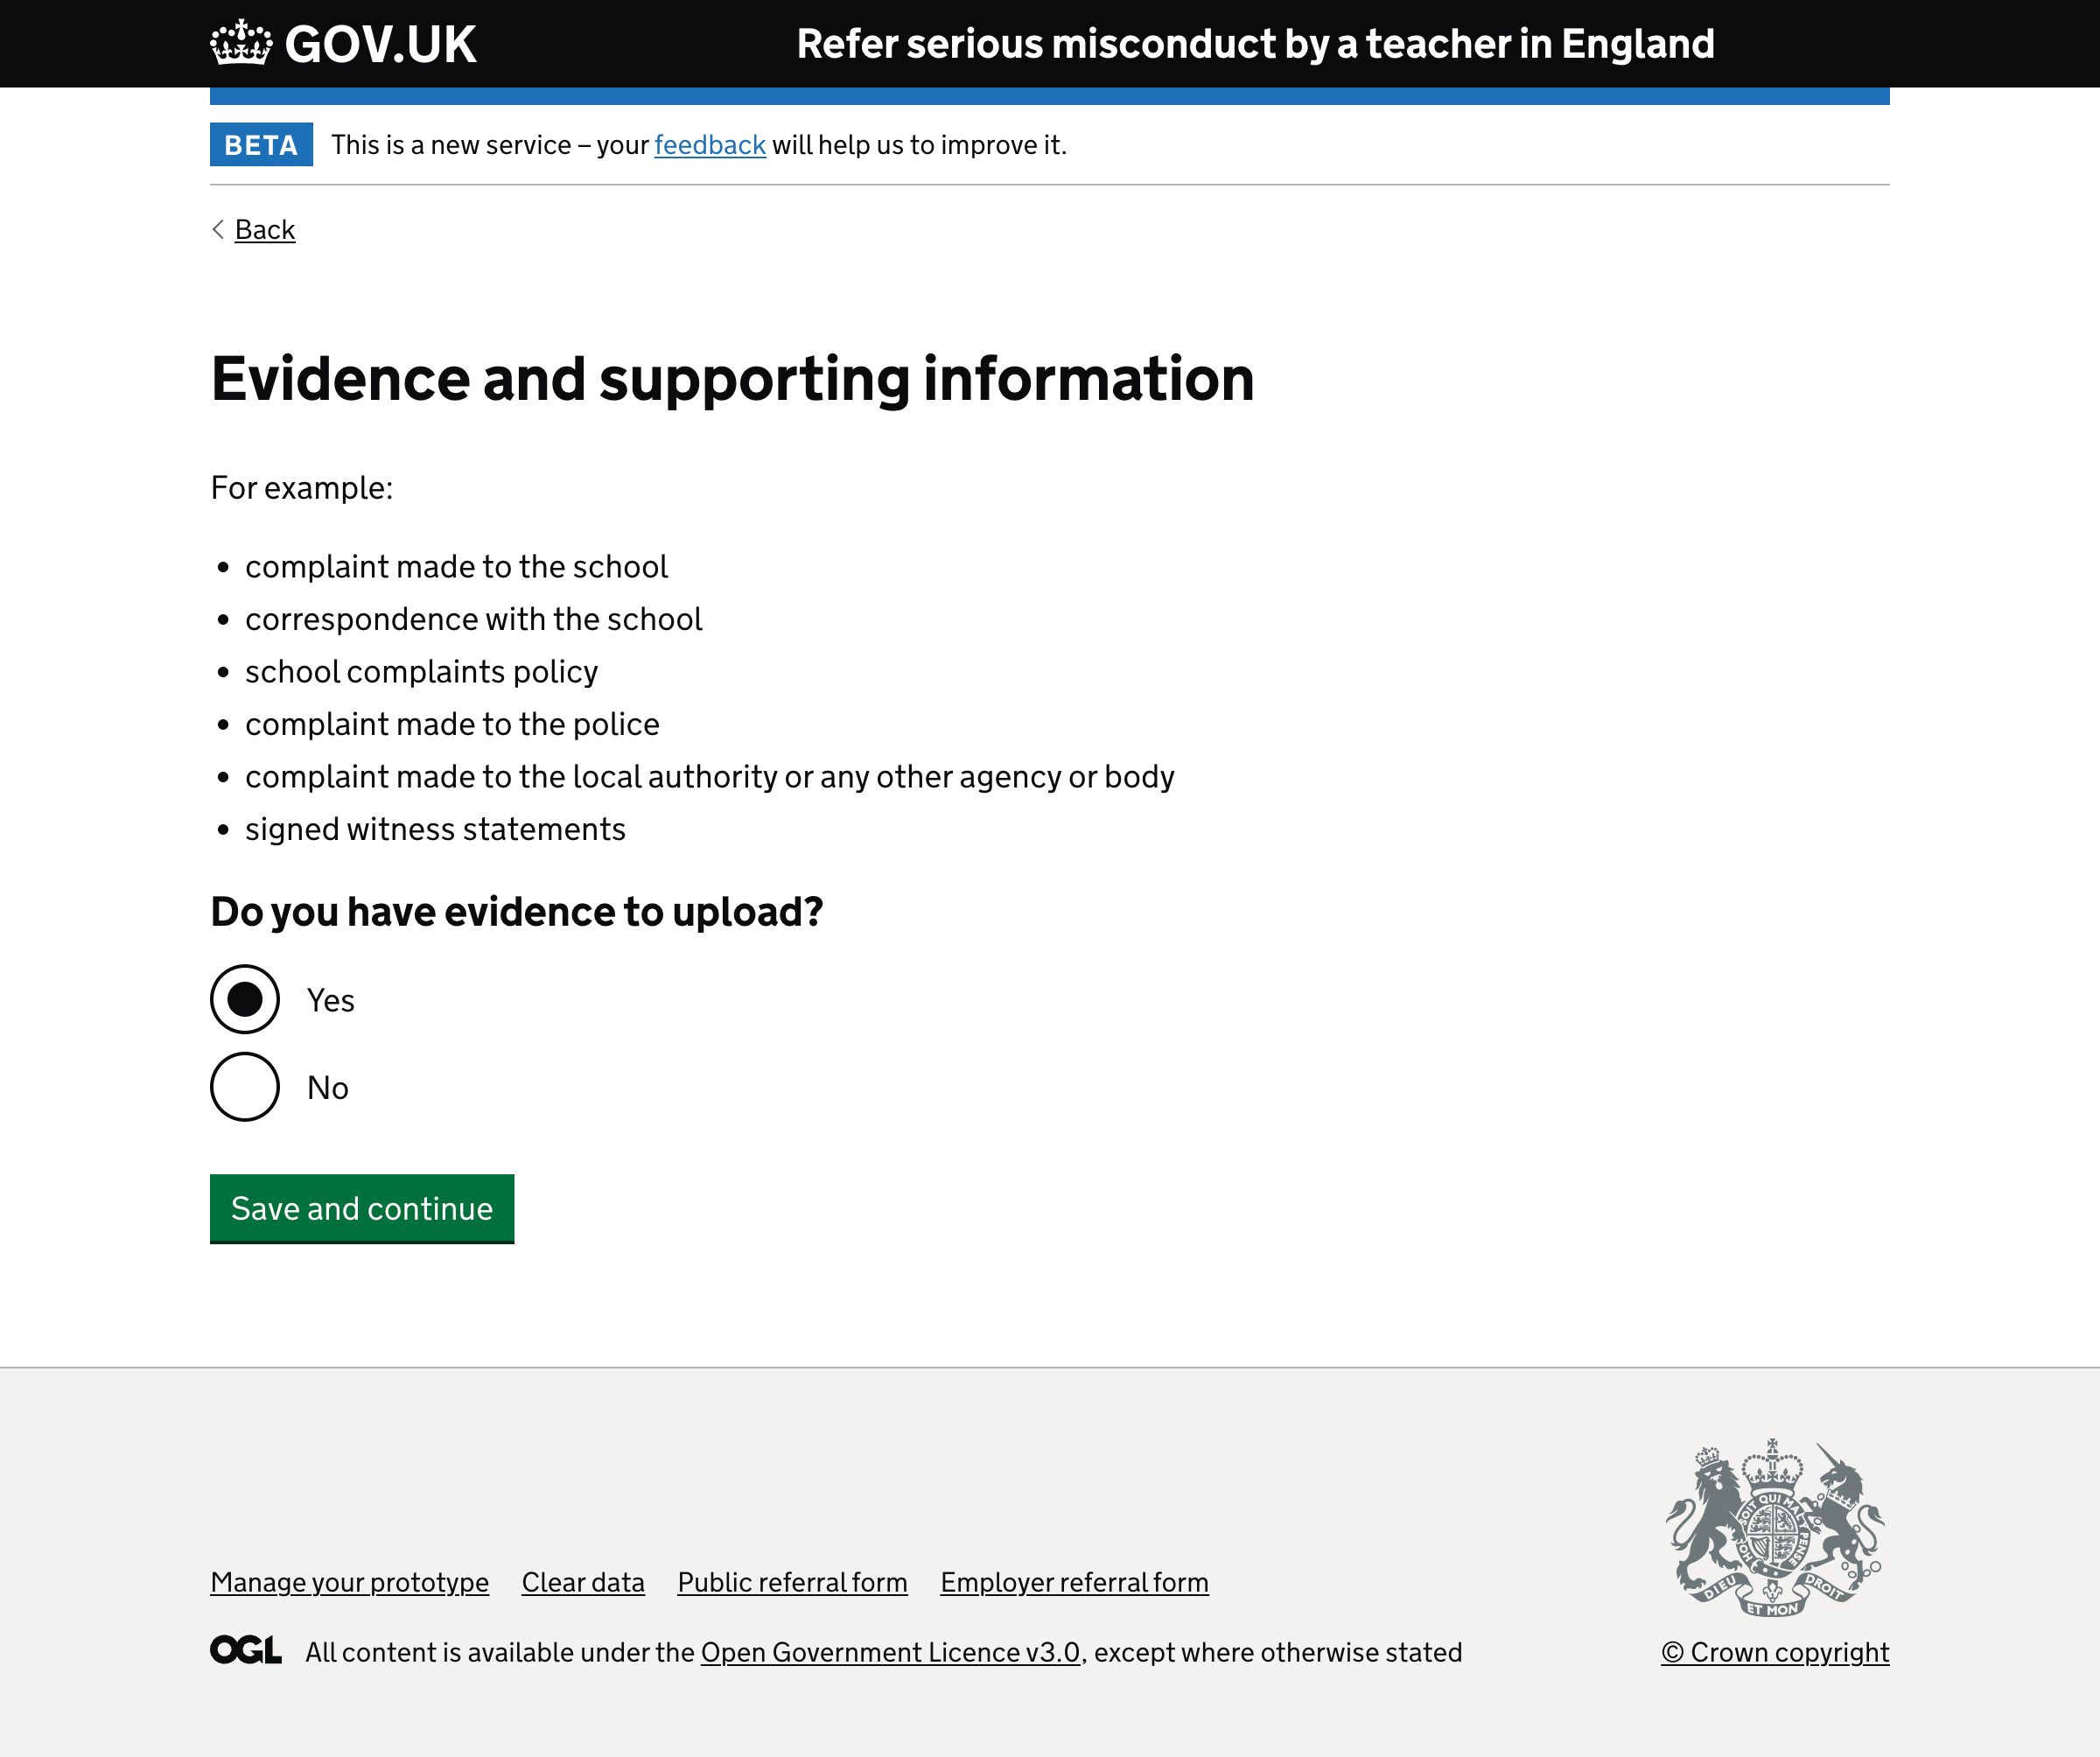 GOV.UK
Refer serious misconduct by a teacher in England
BETA
This is a new service – your feedback will help us to improve it.
Back
Evidence and supporting information
For example:
• complaint made to the school
• correspondence with the school
• school complaints policy
• complaint made to the police
• complaint made to the local authority or any other agency or body
• signed witness statements
Do you have evidence to upload?
Yes
No
Save and continue
SOIT QUI MAL Y PENSE
HON
DIEU ET MON DROIT
Manage your prototype Clear data Public referral form Employer referral form
OGL All content is available under the Open Government Licence v3.0, except where otherwise stated
© Crown copyright